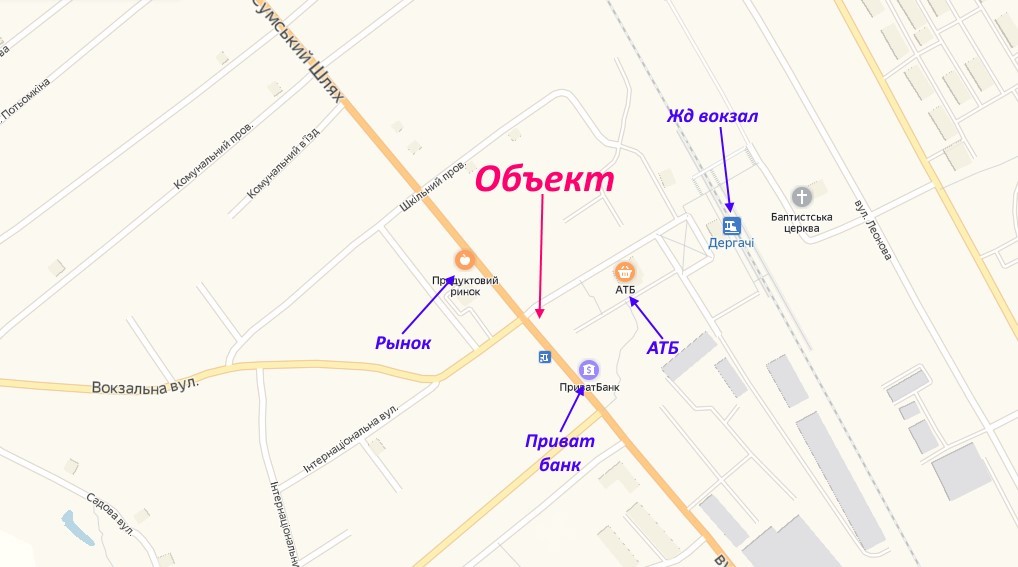 Сумський Шлях
Потьомкіна
Комунальний пров.
Комунальний в'їзд
Шкільний пров.
Жд вокзал
Объект
Баптистська
церква
вул. Леонова
Дергачі
Продуктовий
ринок
АТБ
Рынок
АТБ
Вокзальна вул.
ПриватБанк
Приват
банк
Інтернаціональна вул.
Садова вул.